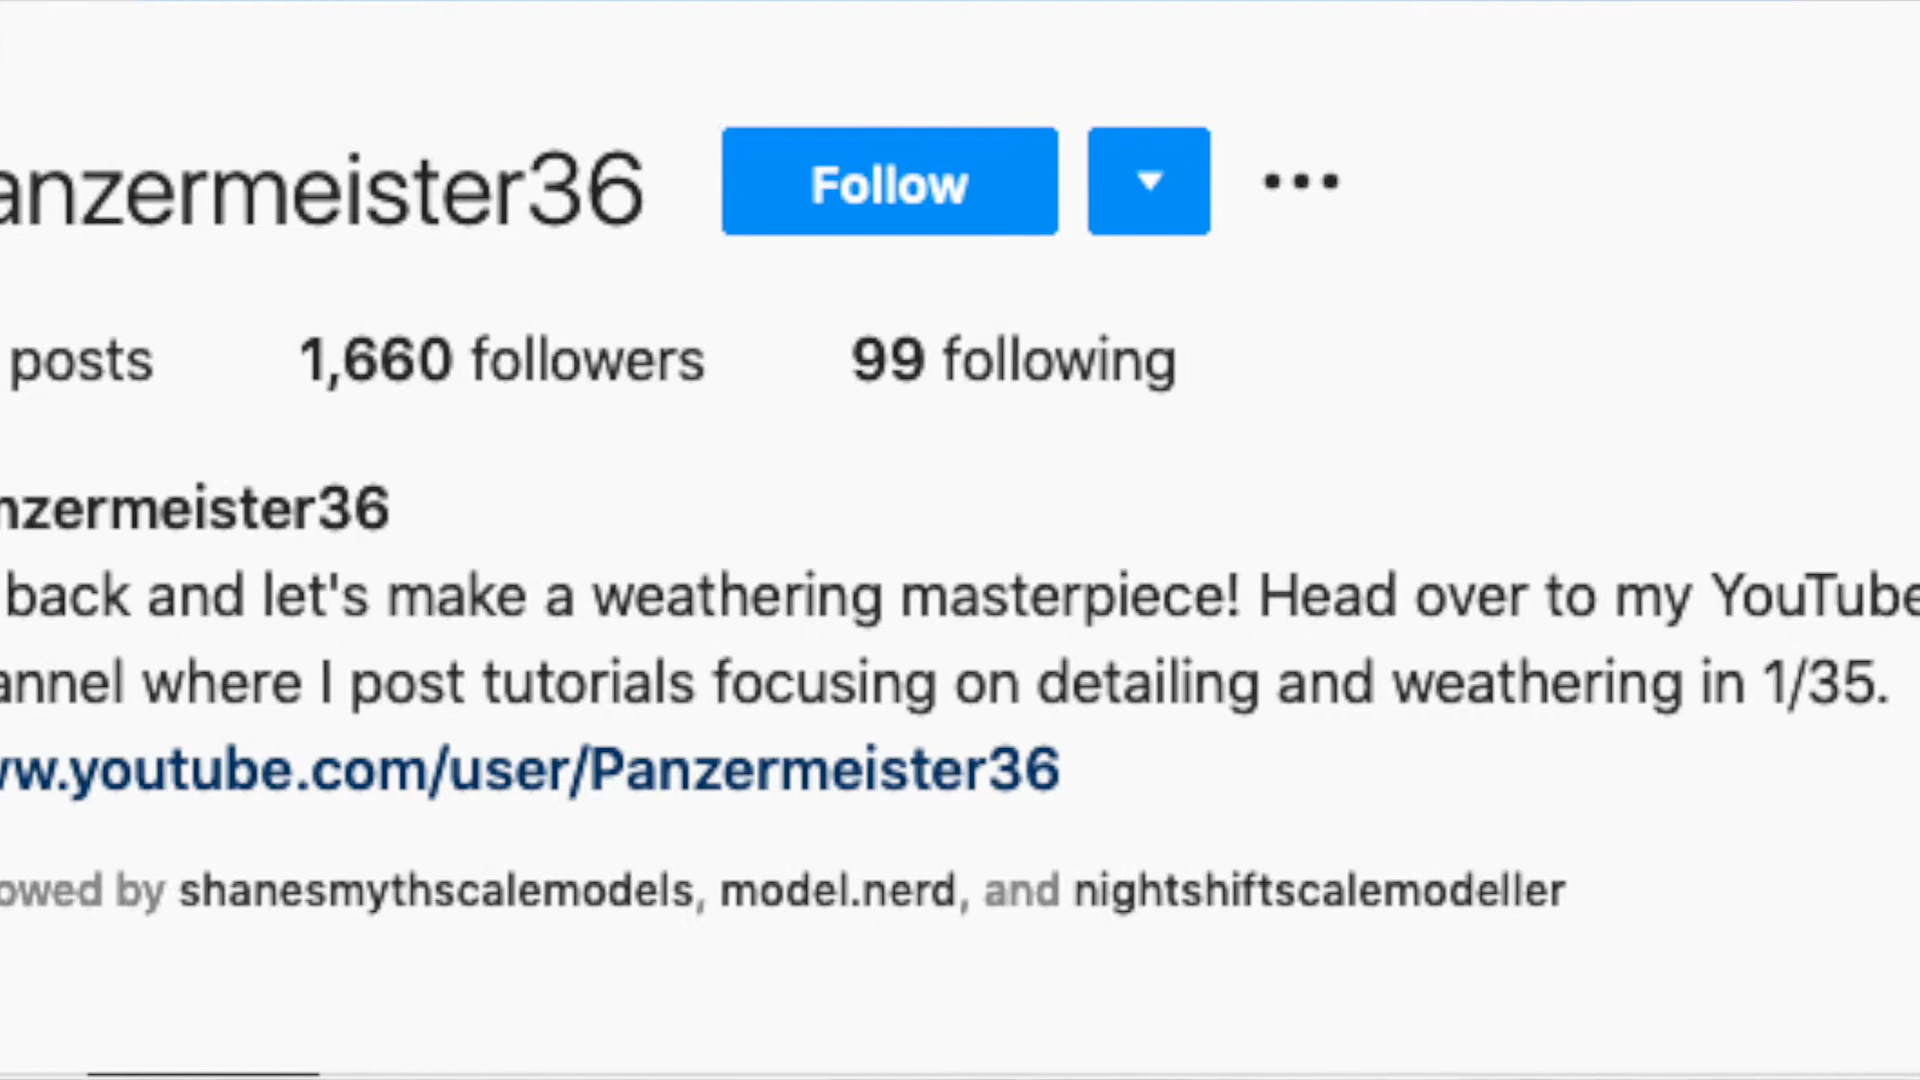 anzermeister36 Follow
posts 1,660 followers 99 following
nzermeister36
back and let's make a weathering masterpiece! Head over to my YouTube
annel where I post tutorials focusing on detailing and weathering in 1/35.
ww.youtube.com/user/Panzermeister36
owed by shanesmythscalemodels, model.nerd, and nightshiftscalemodeller